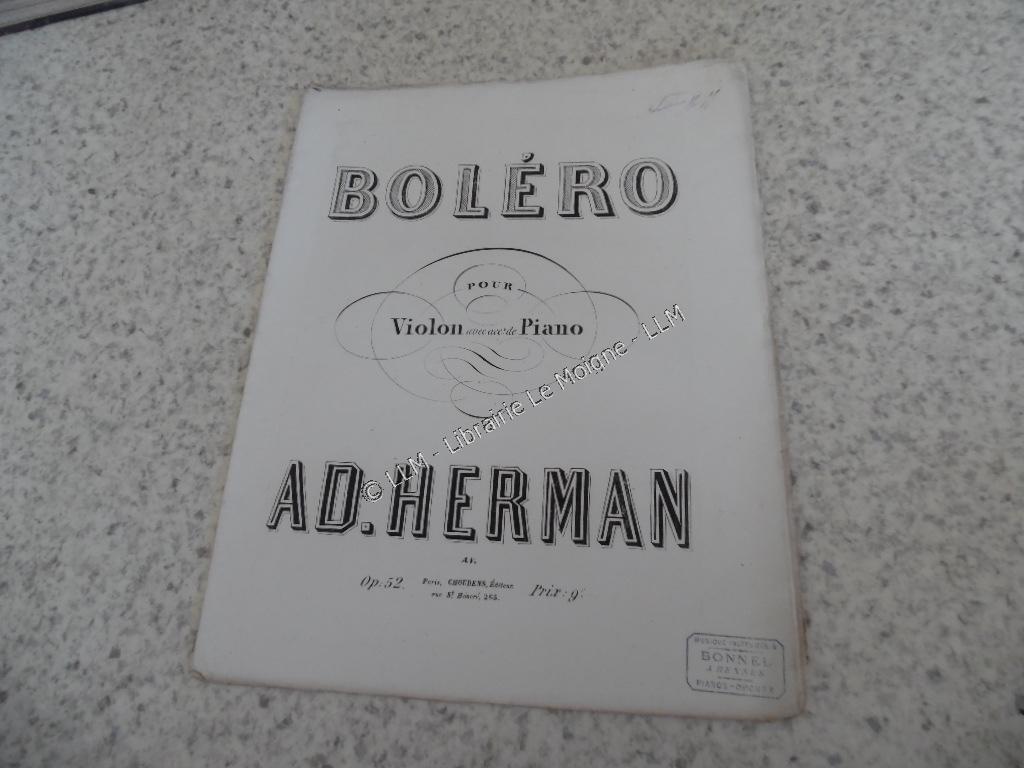 BOLÉRO
POUR
Violon avec acc.t de Piano
© LLM - Librairie Le Moigne - LLM
AD. HERMAN
Op: 52.
Paris, CHOUDENS, Éditeur.
rue St. Honoré, 265.
Prix: 9f
BONNEL
A RENNES
PIANOS-ORGUES